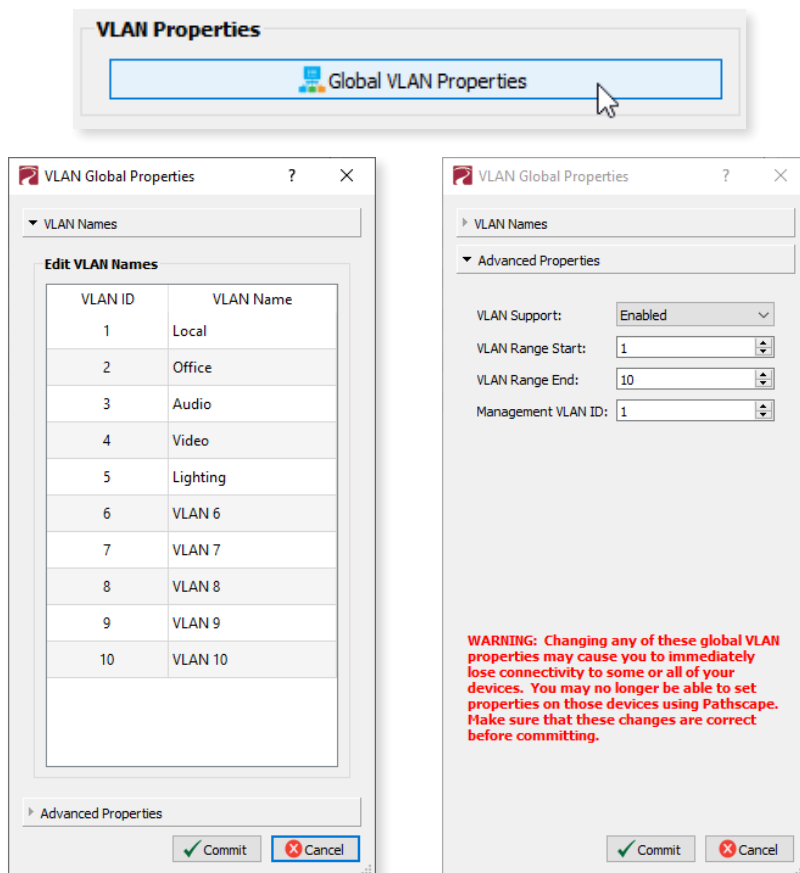 VLAN Properties
Global VLAN Properties
VLAN Global Properties ?
VLAN Names
Edit VLAN Names
VLAN ID VLAN Name
1 Local
2 Office
3 Audio
4 Video
5 Lighting
6 VLAN 6
7 VLAN 7
8 VLAN 8
9 VLAN 9
10 VLAN 10
Advanced Properties
Commit Cancel
VLAN Global Properties ?
VLAN Names
Advanced Properties
VLAN Support: Enabled
VLAN Range Start: 1
VLAN Range End: 10
Management VLAN ID: 1
WARNING: Changing any of these global VLAN
properties may cause you to immediately
lose connectivity to some or all of your
devices. You may no longer be able to set
properties on those devices using Pathscape.
Make sure that these changes are correct
before committing.
Commit Cancel